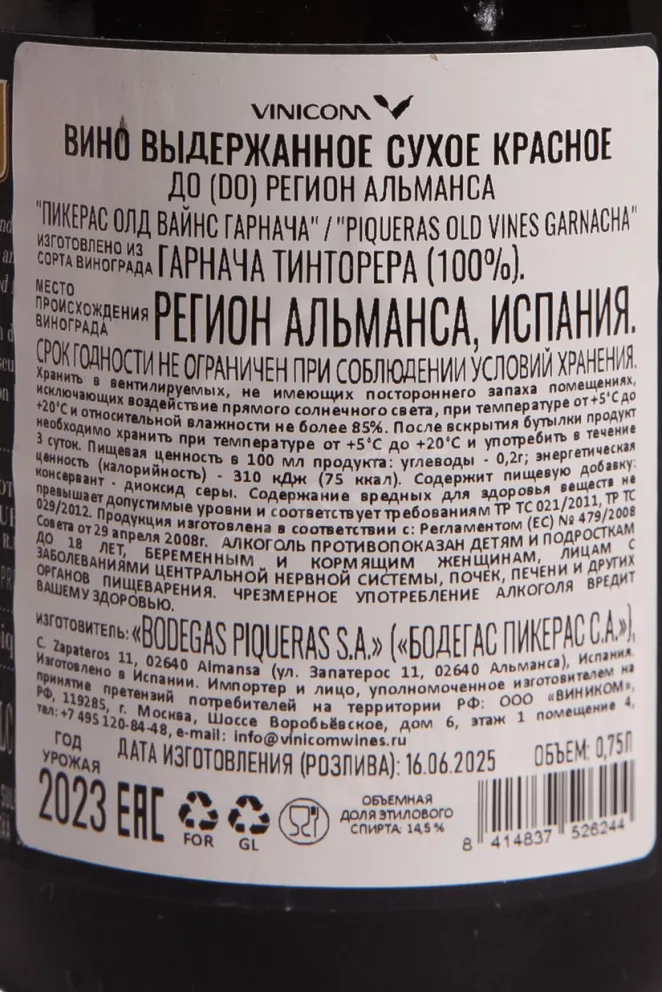 VINICOM
ВИНО ВЫДЕРЖАННОЕ СУХОЕ КРАСНОЕ
ДО (DO) РЕГИОН АЛЬМАНСА
"ПИКЕРАС ОЛД ВАЙНС ГАРНАЧА" / "PIQUERAS OLD VINES GARNACHA"
ИЗГОТОВЛЕНО ИЗ
СОРТА ВИНОГРАДА ГАРНАЧА ТИНТОРЕРА (100%).
МЕСТО
ПРОИСХОЖДЕНИЯ
ВИНОГРАДА РЕГИОН АЛЬМАНСА, ИСПАНИЯ.
СРОК ГОДНОСТИ НЕ ОГРАНИЧЕН ПРИ СОБЛЮДЕНИИ УСЛОВИЙ ХРАНЕНИЯ.
Хранить в вентилируемых, не имеющих постороннего запаха помещениях,
исключающих воздействие прямого солнечного света, при температуре от +5°С до
+20°С и относительной влажности не более 85%. После вскрытия бутылки продукт
необходимо хранить при температуре от +5°С до +20°С и употребить в течение
3 суток. Пищевая ценность в 100 мл продукта: углеводы - 0,2г; энергетическая
ценность (калорийность) - 310 кДж (75 ккал). Содержит пищевую добавку:
консервант - диоксид серы. Содержание вредных для здоровья веществ не
превышает допустимые уровни и соответствует требованиям ТР ТС 021/2011, ТР ТС
029/2012. Продукция изготовлена в соответствии с: Регламентом (ЕС) № 479/2008
Совета от 29 апреля 2008г. АЛКОГОЛЬ ПРОТИВОПОКАЗАН ДЕТЯМ И ПОДРОСТКАМ
ДО 18 ЛЕТ, БЕРЕМЕННЫМ И КОРМЯЩИМ ЖЕНЩИНАМ, ЛИЦАМ С
ЗАБОЛЕВАНИЯМИ ЦЕНТРАЛЬНОЙ НЕРВНОЙ СИСТЕМЫ, ПОЧЕК, ПЕЧЕНИ И ДРУГИХ
ОРГАНОВ ПИЩЕВАРЕНИЯ. ЧРЕЗМЕРНОЕ УПОТРЕБЛЕНИЕ АЛКОГОЛЯ ВРЕДИТ
ВАШЕМУ ЗДОРОВЬЮ.
ИЗГОТОВИТЕЛЬ: «BODEGAS PIQUERAS S.A.» («БОДЕГАС ПИКЕРАС С.А.»),
C. Zapateros 11, 02640 Almansa (ул. Запатерос 11, 02640 Альманса), Испания.
Изготовлено в Испании. Импортер и лицо, уполномоченное изготовителем на
принятие претензий потребителей на территории РФ: ООО «ВИНИКОМ»,
РФ, 119285, г. Москва, Шоссе Воробьёвское, дом 6, этаж 1 помещение 4,
тел: +7 495 120-84-48, e-mail: info@vinicomwines.ru
ГОД
УРОЖАЯ
2023
ДАТА ИЗГОТОВЛЕНИЯ (РОЗЛИВА): 16.06.2025
ОБЪЕМ: 0,75Л
EAC
FOR
GL
ОБЪЕМНАЯ
ДОЛЯ ЭТИЛОВОГО
СПИРТА: 14,5 %
8 414837 526244